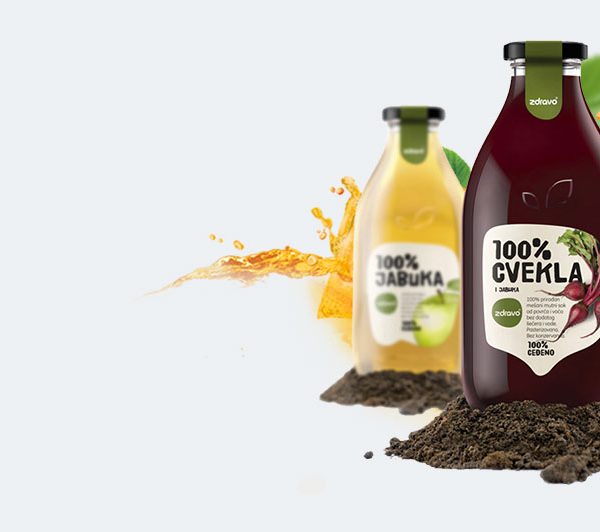 zdravo
100%
CVEKLA
I JABUKA
zdravo
100% prirodan
mešani mutni sok
od povrća i voća
bez dodatog
šećera i vode.
Pasterizovano.
Bez konzervansa.
100%
CEĐENO
zdravo
100%
JABUKA
zdravo
100%